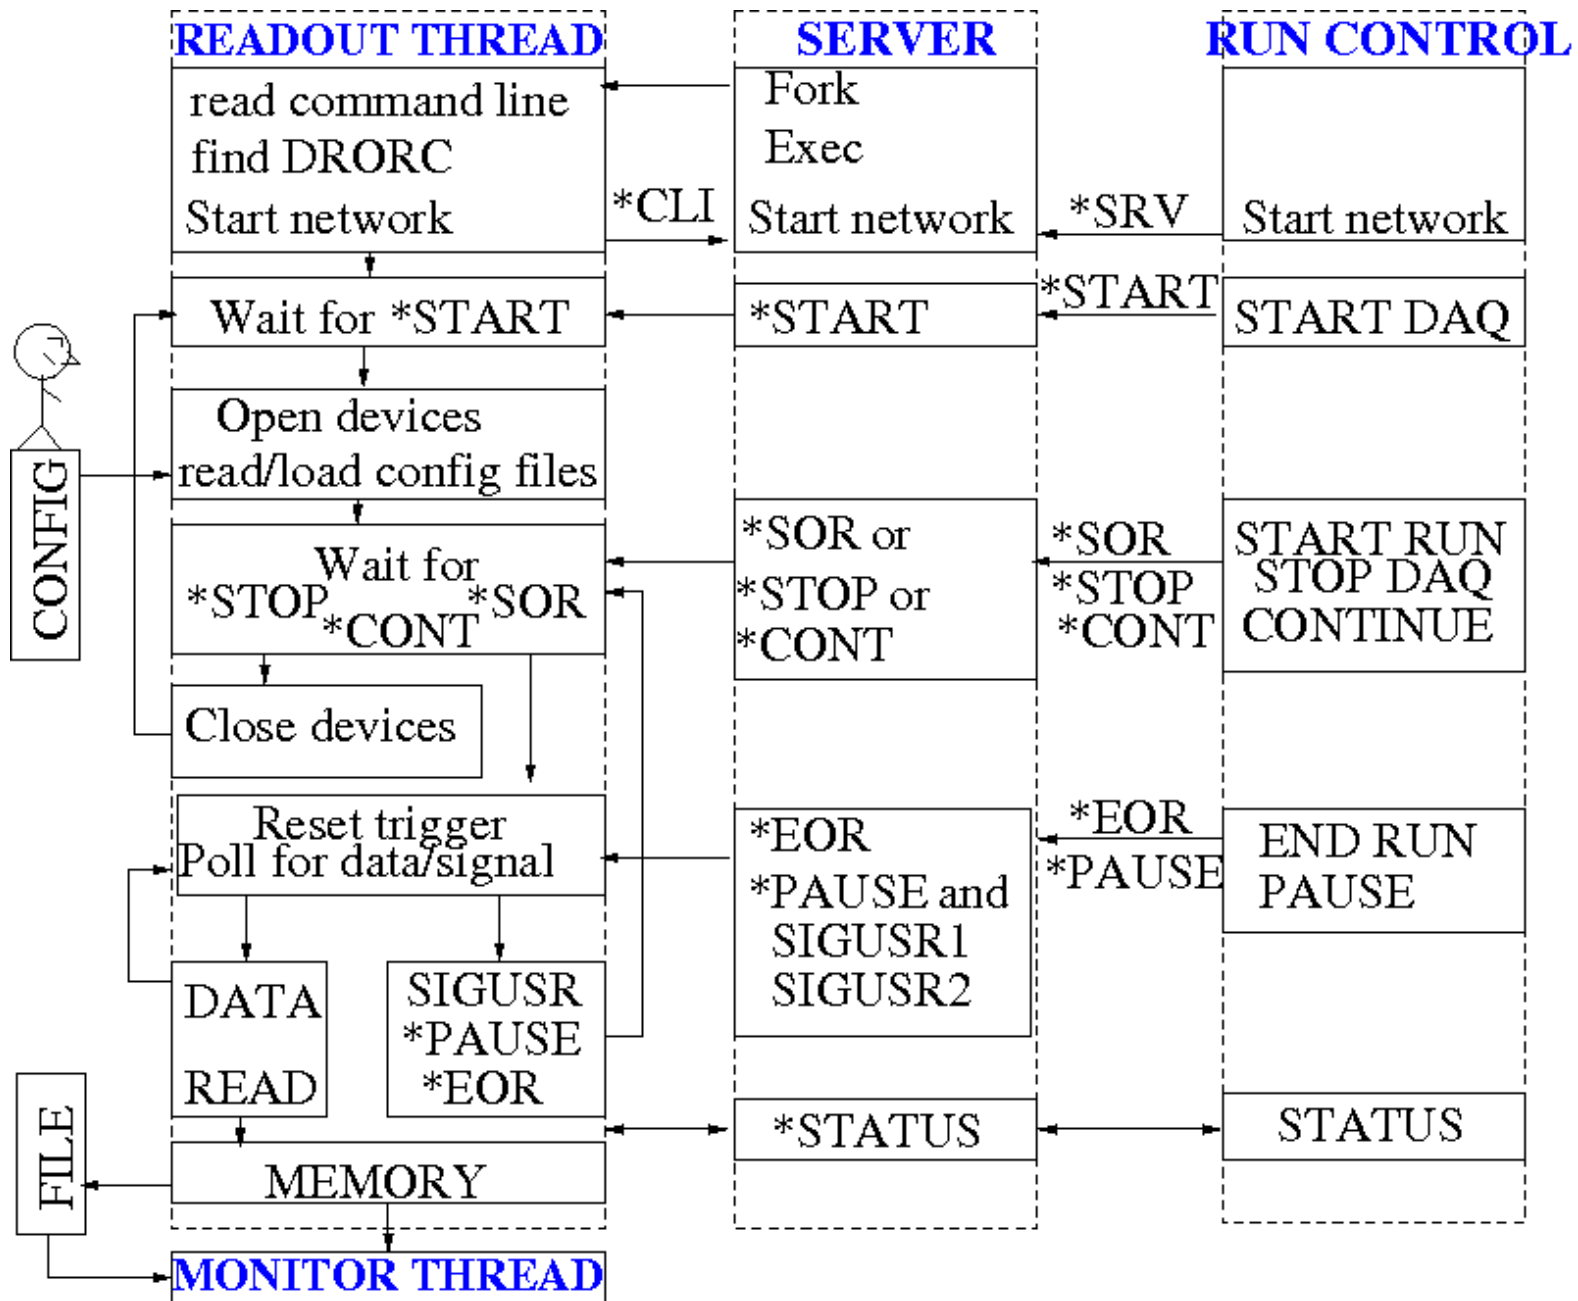 READOUT THREAD
SERVER
RUN CONTROL
read command line
find DRORC
Start network
*CLI
Fork
Exec
Start network
*SRV
Start network
Wait for *START
*START
*START
START DAQ
CONFIG
Open devices
read/load config files
Wait for
*STOP *SOR
*CONT
*SOR or
*STOP or
*CONT
*SOR
*STOP
*CONT
START RUN
STOP DAQ
CONTINUE
Close devices
Reset trigger
Poll for data/signal
*EOR
*PAUSE and
SIGUSR1
SIGUSR2
*EOR
*PAUSE
END RUN
PAUSE
DATA
READ
SIGUSR
*PAUSE
*EOR
*STATUS
STATUS
FILE
MEMORY
MONITOR THREAD